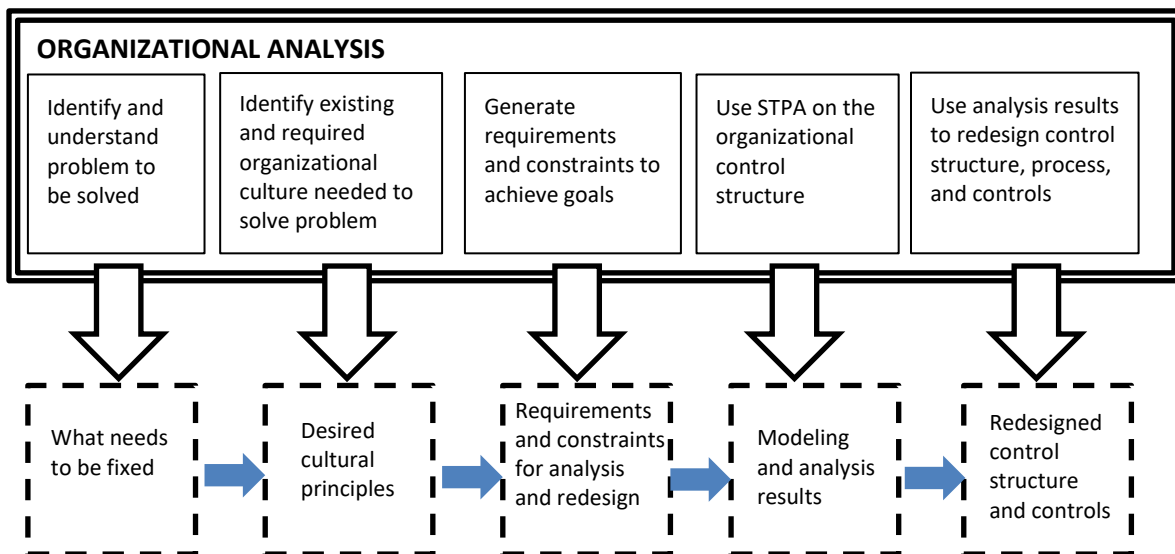 ORGANIZATIONAL ANALYSIS
Identify and
understand
problem to
be solved
Identify existing
and required
organizational
culture needed to
solve problem
Generate
requirements
and constraints to
achieve goals
Use STPA on the
organizational
control
structure
Use analysis results
to redesign control
structure, process,
and controls
What needs
to be fixed
Desired
cultural
principles
Requirements
and constraints
for analysis
and redesign
Modeling
and analysis
results
Redesigned
control
structure
and controls